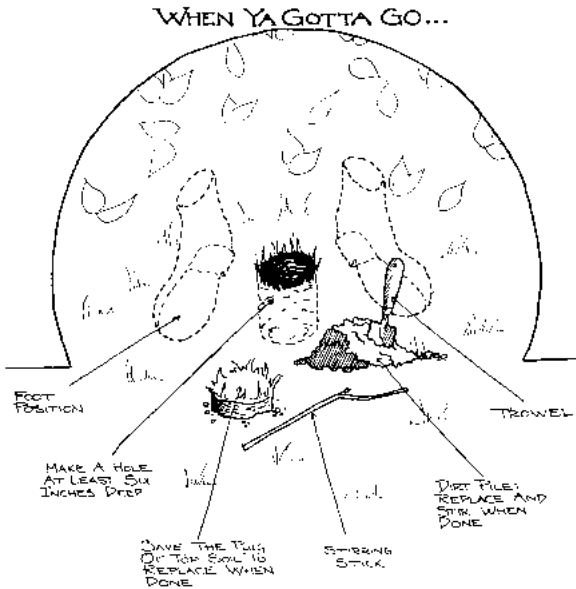 WHEN YA GOTTA GO...
FOOT
POSITION
TROWEL
MAKE A HOLE
AT LEAST SIX
INCHES DEEP
DIRT PILE;
REPLACE AND
STIR WHEN
DONE
SAVE THE PLUG
OF TOP SOIL TO
REPLACE WHEN
DONE
STIRRING
STICK